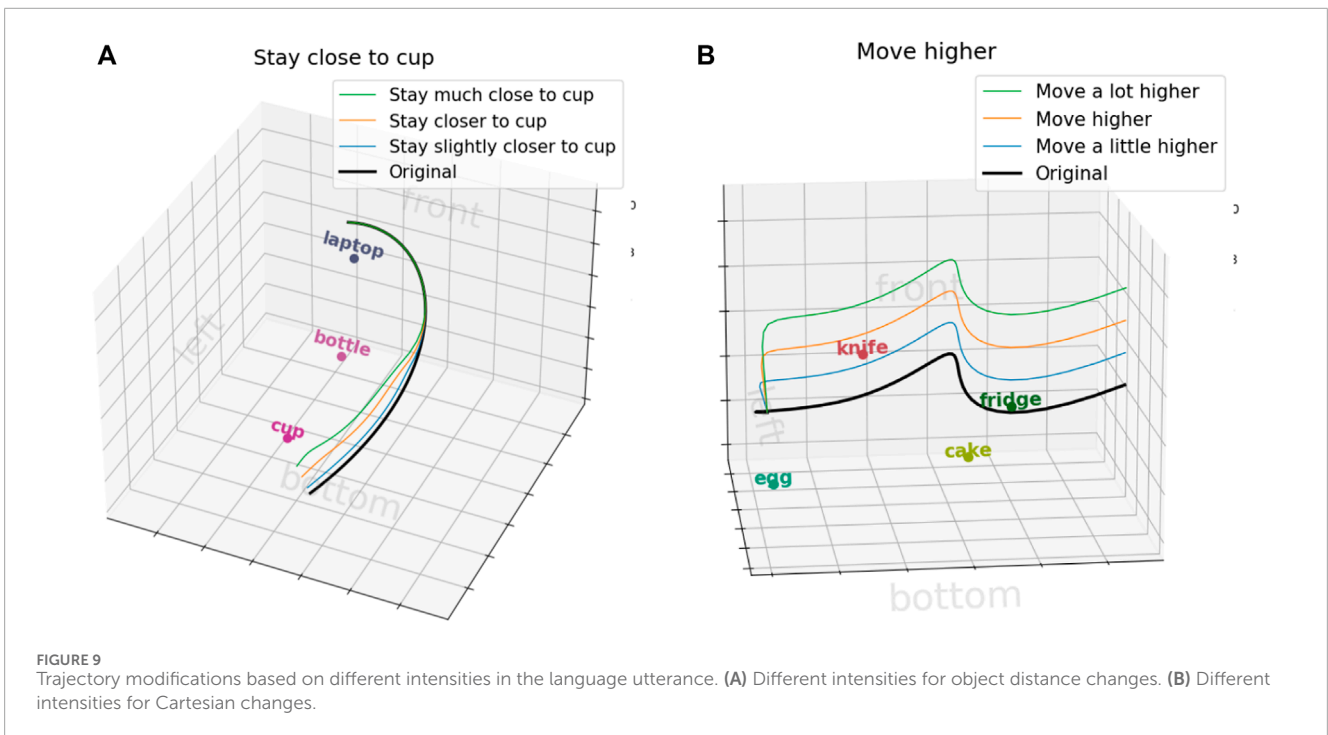 A
Stay close to cup
Stay much close to cup
Stay closer to cup
Stay slightly closer to cup
Original
front
laptop
left
bottle
cup
bottom
B
Move higher
Move a lot higher
Move higher
Move a little higher
Original
front
knife
left
fridge
cake
egg
bottom
FIGURE 9
Trajectory modifications based on different intensities in the language utterance. (A) Different intensities for object distance changes. (B) Different
intensities for Cartesian changes.